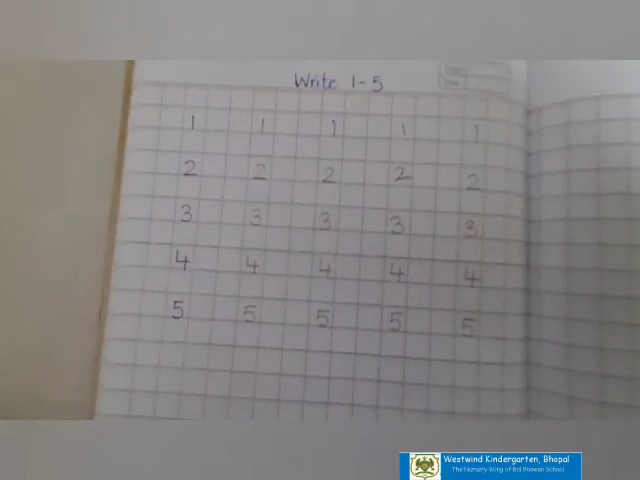 Write 1-5
1 1 1 1 1
2 2 2 2 2
3 3 3 3 3
4 4 4 4 4
5 5 5 5 5
Westwind Kindergarten, Bhopal
The Nursery Wing of Bal Bhawan School